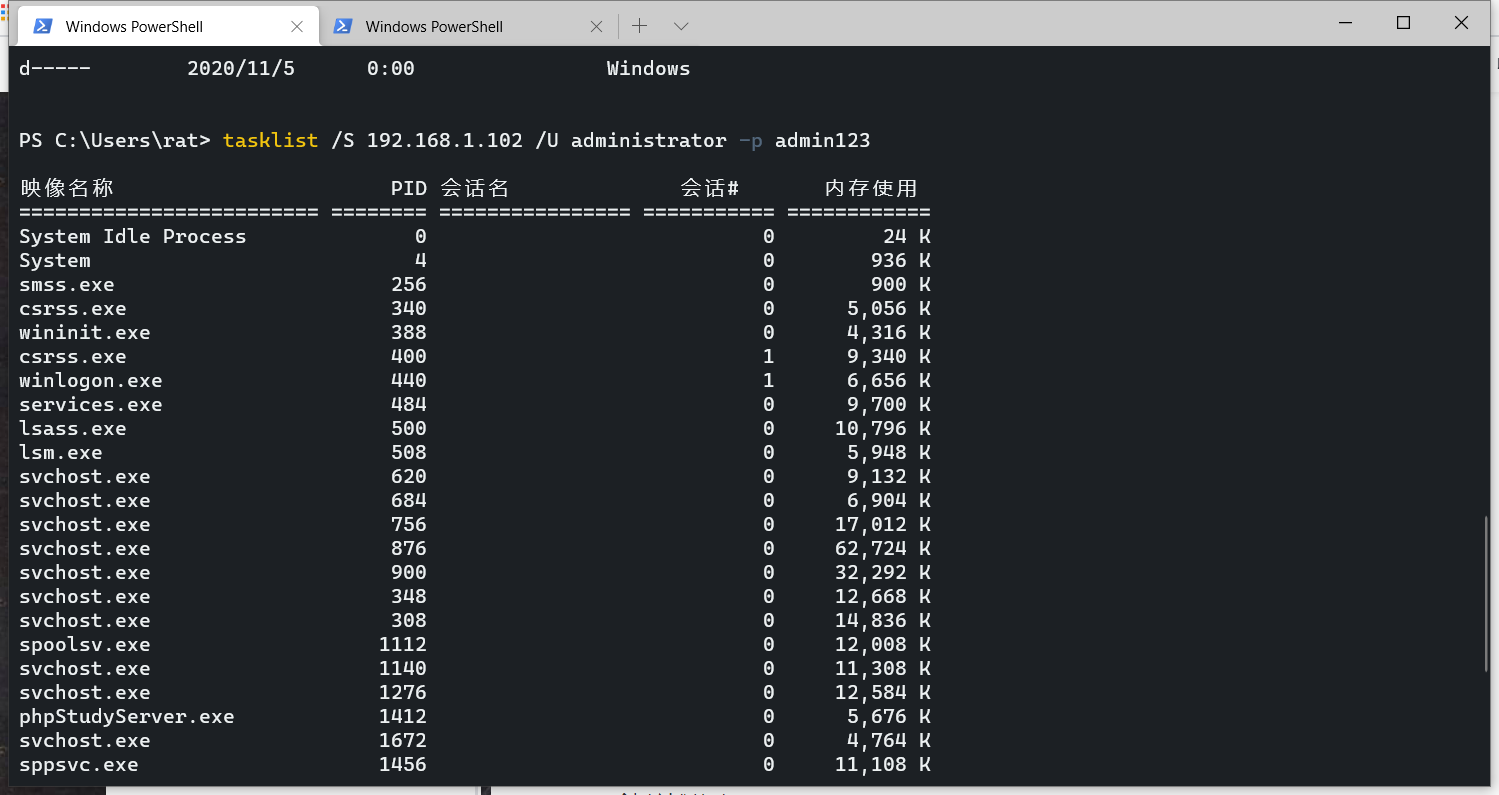 Windows PowerShell Windows PowerShell
d----- 2020/11/5 0:00 Windows
PS C:\Users\rat> tasklist /S 192.168.1.102 /U administrator -p admin123
映像名称 PID 会话名 会话# 内存使用
========================= ======== ================ =========== ============
System Idle Process 0 0 24 K
System 4 0 936 K
smss.exe 256 0 900 K
csrss.exe 340 0 5,056 K
wininit.exe 388 0 4,316 K
csrss.exe 400 1 9,340 K
winlogon.exe 440 1 6,656 K
services.exe 484 0 9,700 K
lsass.exe 500 0 10,796 K
lsm.exe 508 0 5,948 K
svchost.exe 620 0 9,132 K
svchost.exe 684 0 6,904 K
svchost.exe 756 0 17,012 K
svchost.exe 876 0 62,724 K
svchost.exe 900 0 32,292 K
svchost.exe 348 0 12,668 K
svchost.exe 308 0 14,836 K
spoolsv.exe 1112 0 12,008 K
svchost.exe 1140 0 11,308 K
svchost.exe 1276 0 12,584 K
phpStudyServer.exe 1412 0 5,676 K
svchost.exe 1672 0 4,764 K
sppsvc.exe 1456 0 11,108 K